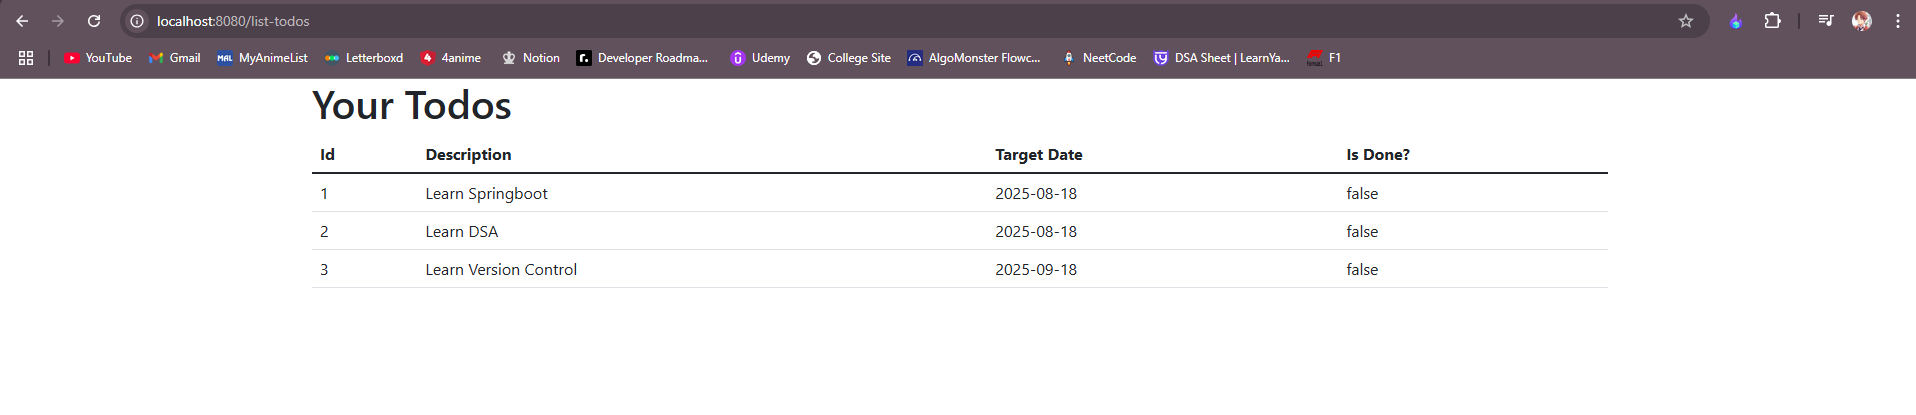 localhost:8080/list-todos
YouTube Gmail MAL MyAnimeList Letterboxd 4 4anime Notion r. Developer Roadma... Udemy College Site AlgoMonster Flowc... NeetCode DSA Sheet | LearnYa... F1
Your Todos
Id Description Target Date Is Done?
1 Learn Springboot 2025-08-18 false
2 Learn DSA 2025-08-18 false
3 Learn Version Control 2025-09-18 false